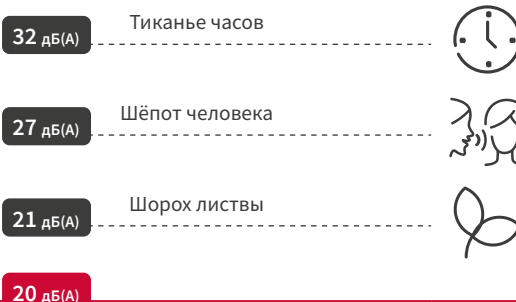 Тиканье часов
32 дБ(А)
Шёпот человека
27 дБ(А)
Шорох листвы
21 дБ(А)
20 дБ(А)